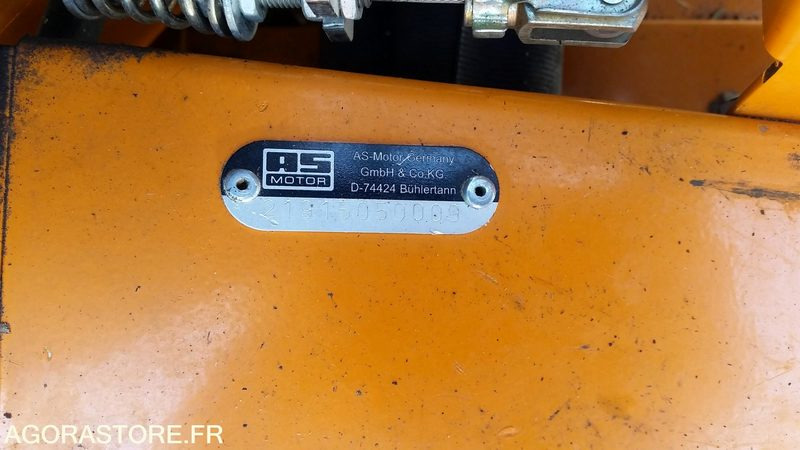 AS
MOTOR
AS-Motor Germany
GmbH & Co.KG
D-74424 Bühlertann
AGORASTORE.FR